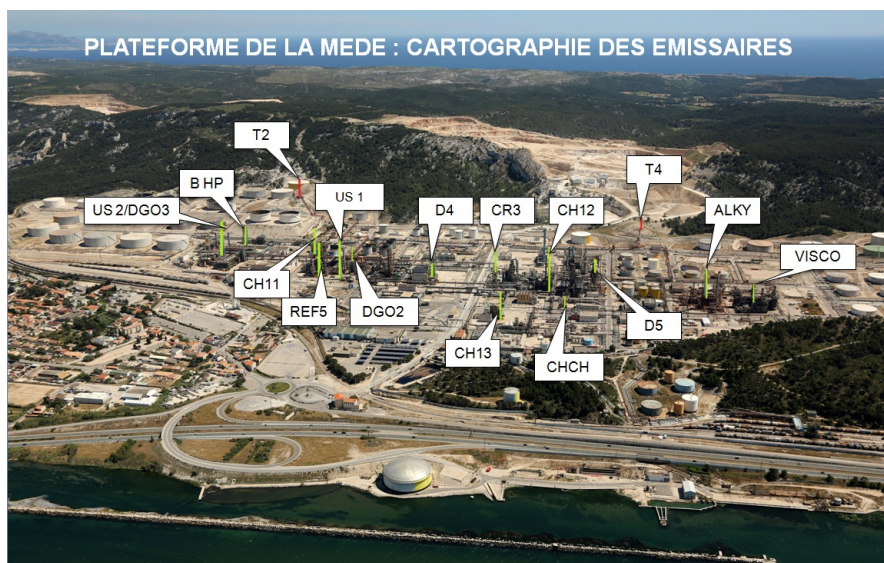 PLATEFORME DE LA MEDE : CARTOGRAPHIE DES EMISSAIRES
T2
B HP
US 1
T4
US 2/DGO3
D4
CR3
CH12
ALKY
VISCO
CH11
REF5
DGO2
D5
CH13
CHCH